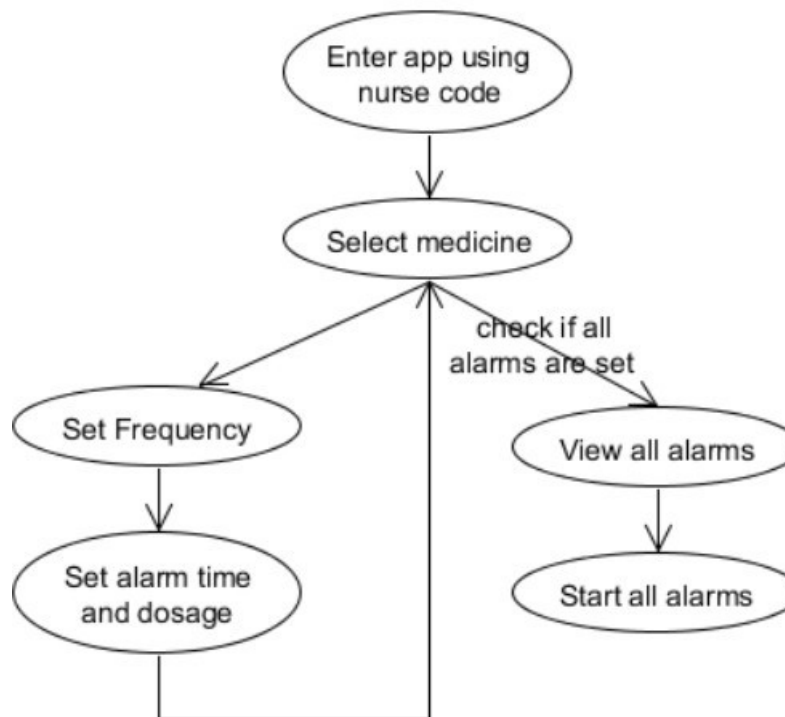 Enter app using
nurse code
Select medicine
check if all
alarms are set
Set Frequency
View all alarms
Set alarm time
and dosage
Start all alarms